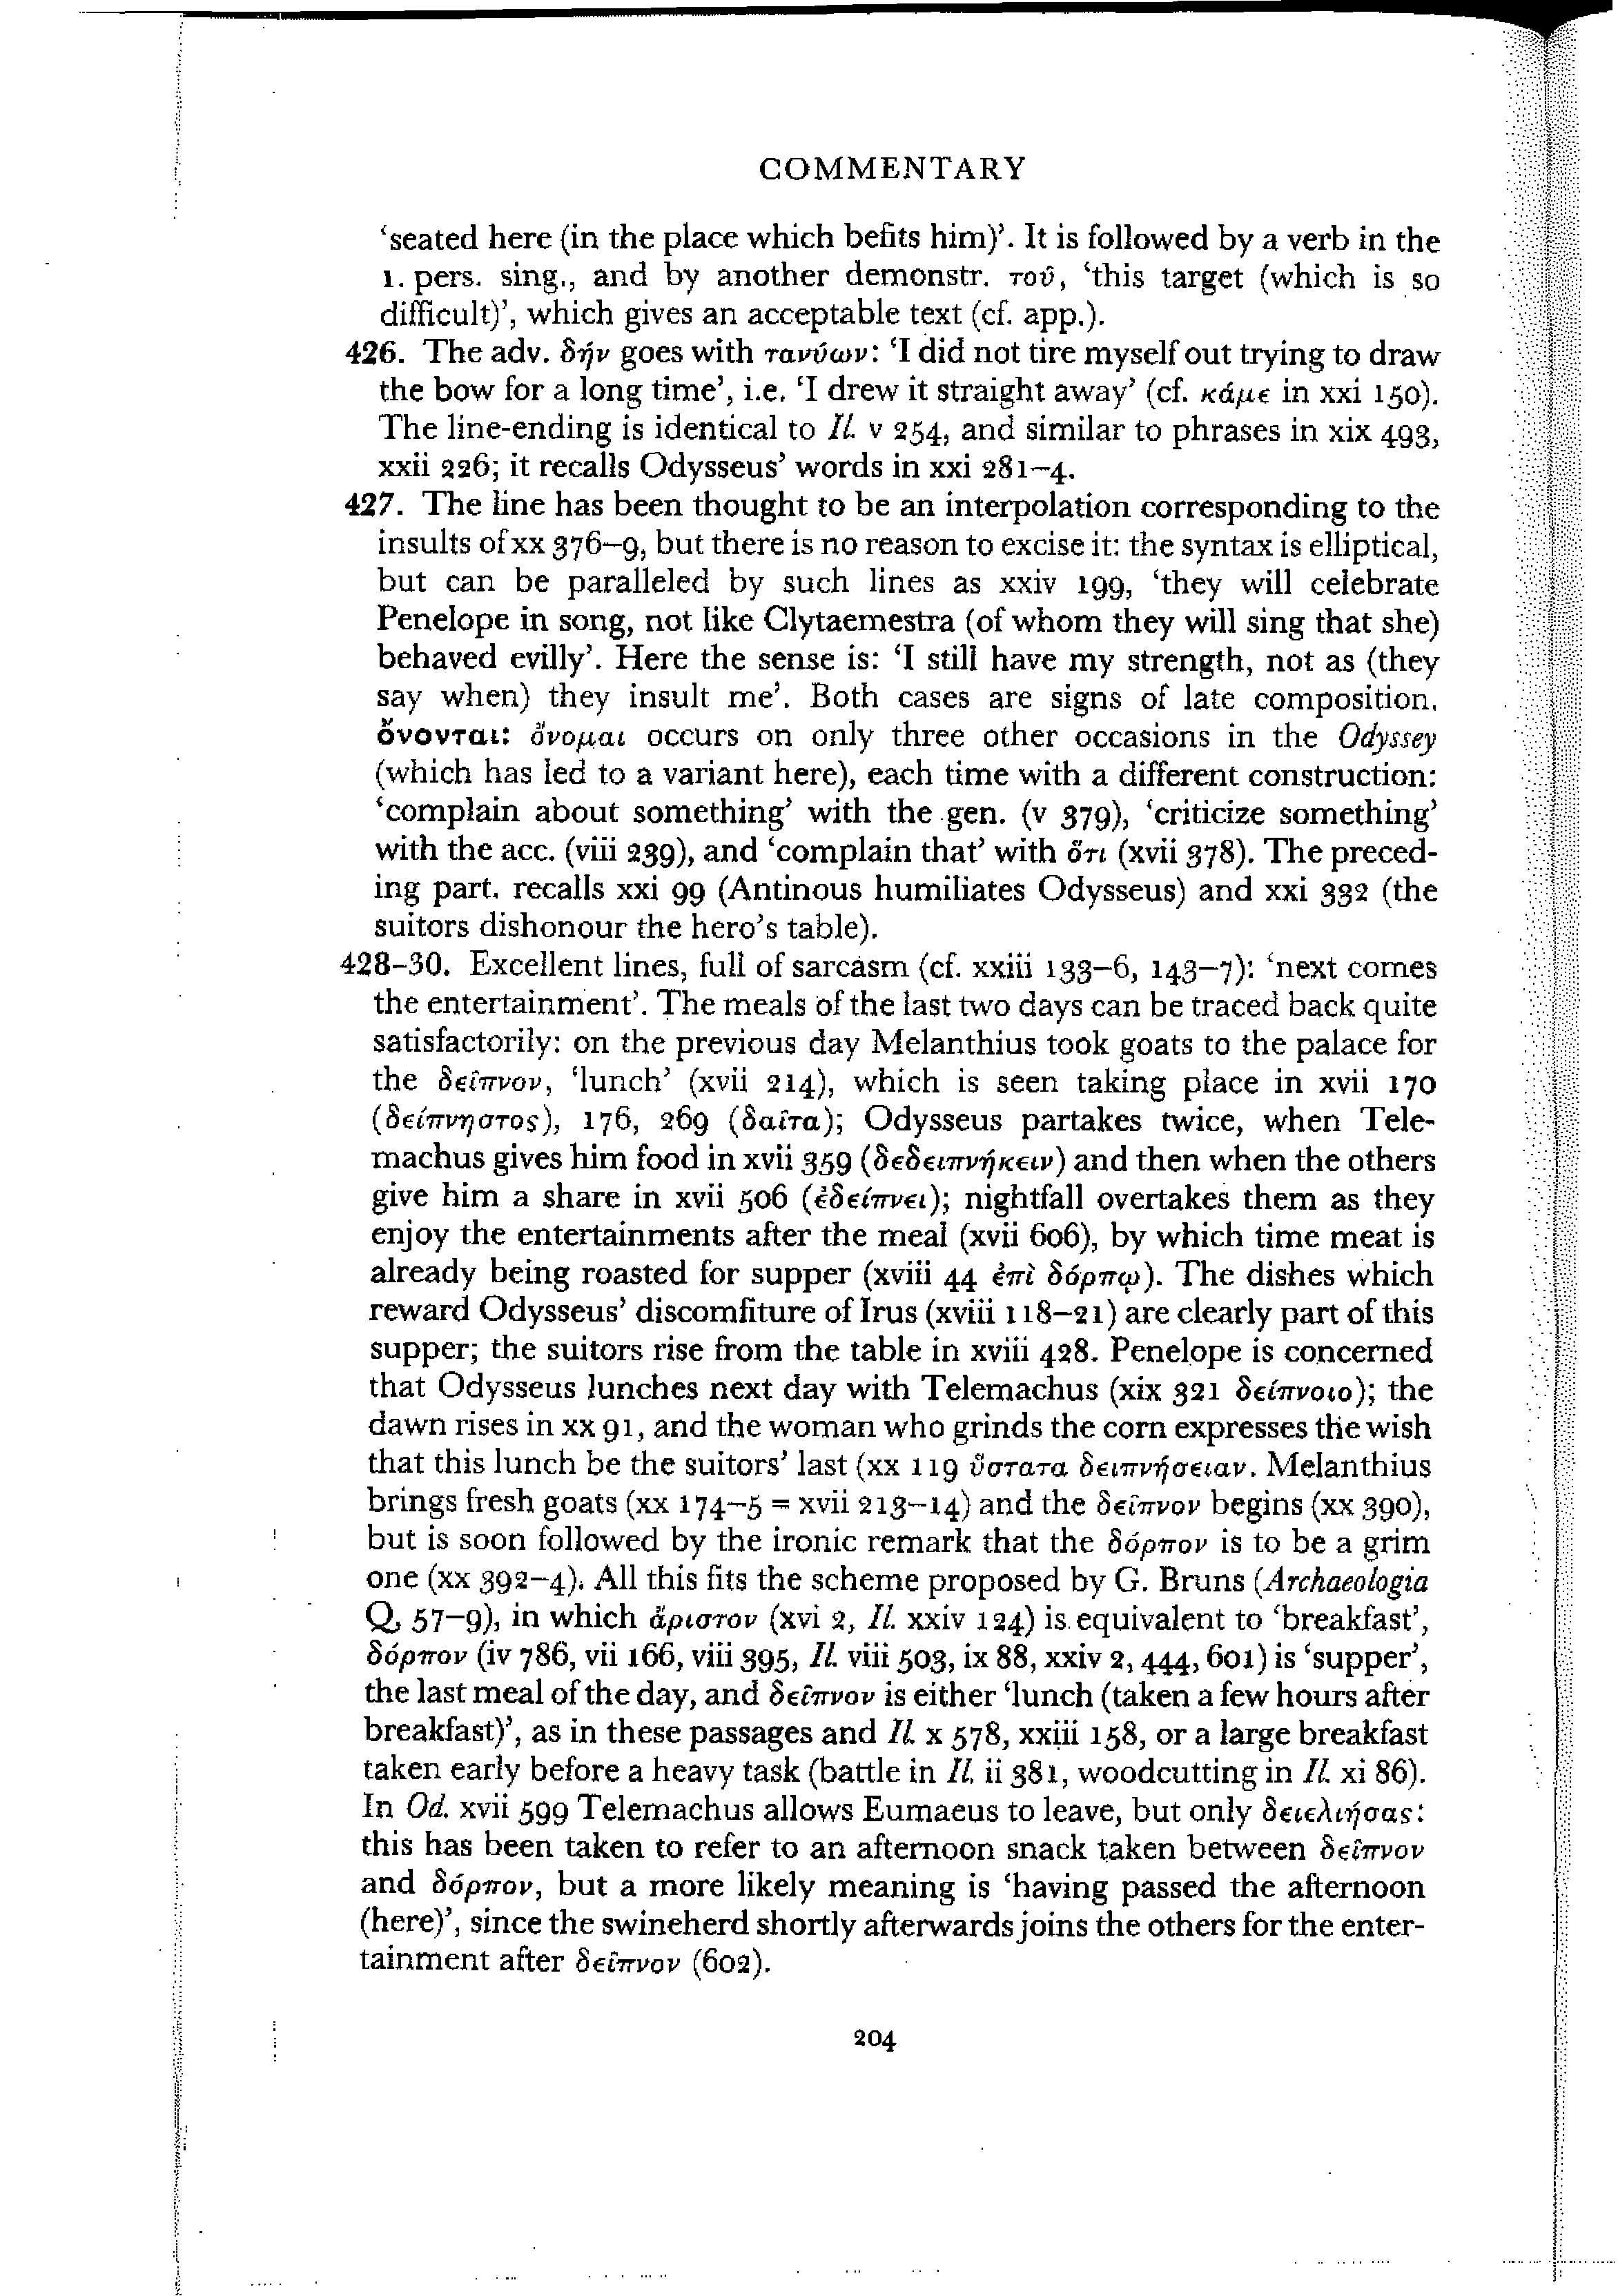 COMMENTARY
‘seated here (in the place which befits him)’. It is followed by a verb in the
1. pers. sing., and by another demonstr. τοῦ, ‘this target (which is so
difficult)’, which gives an acceptable text (cf. app.).
426. The adv. δήν goes with τανύων: ‘I did not tire myself out trying to draw
the bow for a long time’, i.e. ‘I drew it straight away’ (cf. κάμε in xxi 150).
The line-ending is identical to Il. v 254, and similar to phrases in xix 493,
xxii 226; it recalls Odysseus’ words in xxi 281–4.
427. The line has been thought to be an interpolation corresponding to the
insults of xx 376–9, but there is no reason to excise it: the syntax is elliptical,
but can be paralleled by such lines as xxiv 199, ‘they will celebrate
Penelope in song, not like Clytaemestra (of whom they will sing that she)
behaved evilly’. Here the sense is: ‘I still have my strength, not as (they
say when) they insult me’. Both cases are signs of late composition.
ὄνονται: ὄνομαι occurs on only three other occasions in the Odyssey
(which has led to a variant here), each time with a different construction:
‘complain about something’ with the gen. (v 379), ‘criticize something’
with the acc. (viii 239), and ‘complain that’ with ὅτι (xvii 378). The preced-
ing part. recalls xxi 99 (Antinous humiliates Odysseus) and xxi 332 (the
suitors dishonour the hero’s table).
428–30. Excellent lines, full of sarcasm (cf. xxiii 133–6, 143–7): ‘next comes
the entertainment’. The meals of the last two days can be traced back quite
satisfactorily: on the previous day Melanthius took goats to the palace for
the δεῖπνον, ‘lunch’ (xvii 214), which is seen taking place in xvii 170
(δείπνηστος), 176, 269 (δαῖτα); Odysseus partakes twice, when Tele-
machus gives him food in xvii 359 (δεδειπνήκειν) and then when the others
give him a share in xvii 506 (ἐδείπνει); nightfall overtakes them as they
enjoy the entertainments after the meal (xvii 606), by which time meat is
already being roasted for supper (xviii 44 ἐπὶ δόρπῳ). The dishes which
reward Odysseus’ discomfiture of Irus (xviii 118–21) are clearly part of this
supper; the suitors rise from the table in xviii 428. Penelope is concerned
that Odysseus lunches next day with Telemachus (xix 321 δείπνοιο); the
dawn rises in xx 91, and the woman who grinds the corn expresses the wish
that this lunch be the suitors’ last (xx 119 ὕστατα δειπνήσειαν. Melanthius
brings fresh goats (xx 174–5 = xvii 213–14) and the δεῖπνον begins (xx 390),
but is soon followed by the ironic remark that the δόρπον is to be a grim
one (xx 392–4). All this fits the scheme proposed by G. Bruns (Archaeologia
Q, 57–9), in which ἄριστον (xvi 2, Il. xxiv 124) is equivalent to ‘breakfast’,
δόρπον (iv 786, vii 166, viii 395, Il. viii 503, ix 88, xxiv 2, 444, 601) is ‘supper’,
the last meal of the day, and δεῖπνον is either ‘lunch (taken a few hours after
breakfast)’, as in these passages and Il. x 578, xxiii 158, or a large breakfast
taken early before a heavy task (battle in Il. ii 381, woodcutting in Il. xi 86).
In Od. xvii 599 Telemachus allows Eumaeus to leave, but only δειελιήσας:
this has been taken to refer to an afternoon snack taken between δεῖπνον
and δόρπον, but a more likely meaning is ‘having passed the afternoon
(here)’, since the swineherd shortly afterwards joins the others for the enter-
tainment after δεῖπνον (602).
204